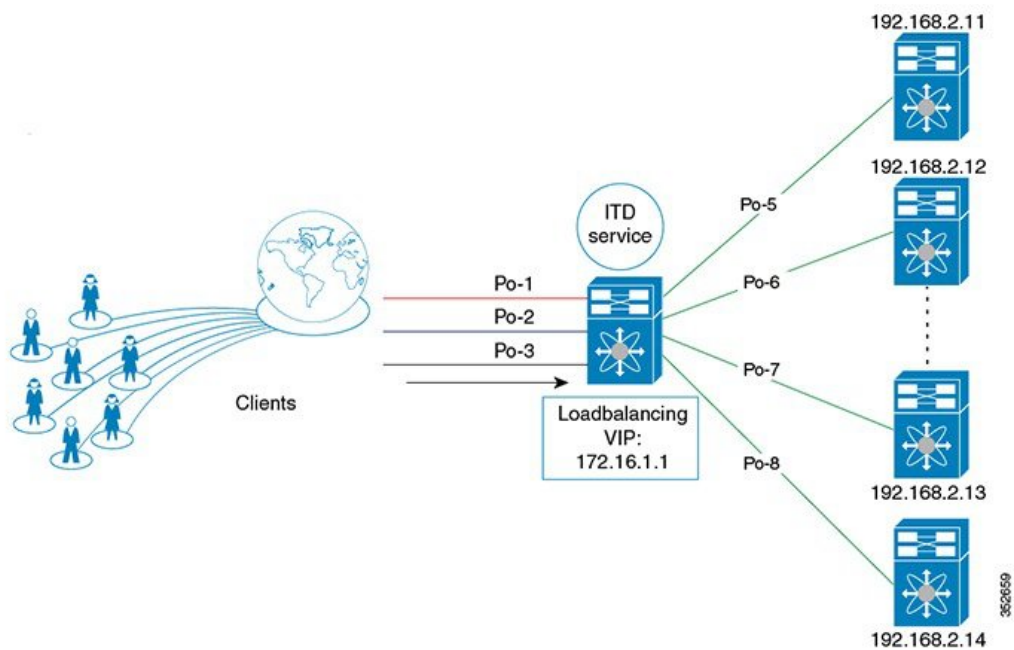 192.168.2.11
192.168.2.12
Po-5
ITD
service
Po-6
Po-1
Po-2
Po-3
Po-7
Clients
Loadbalancing
VIP:
172.16.1.1
Po-8
192.168.2.13
192.168.2.14
352659